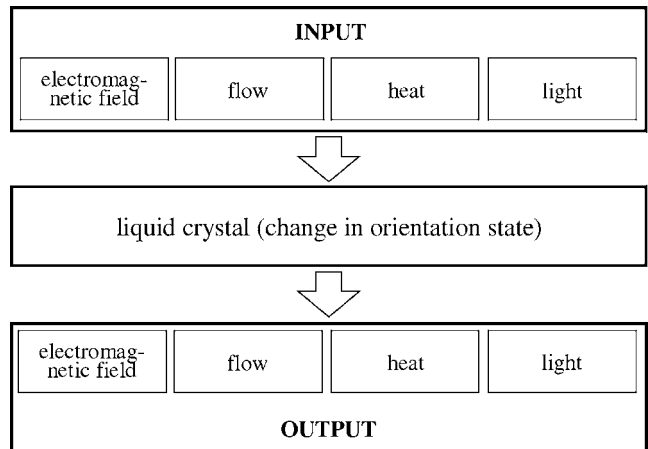 INPUT
electromag-
netic field
flow
heat
light
liquid crystal (change in orientation state)
electromag-
netic field
flow
heat
light
OUTPUT